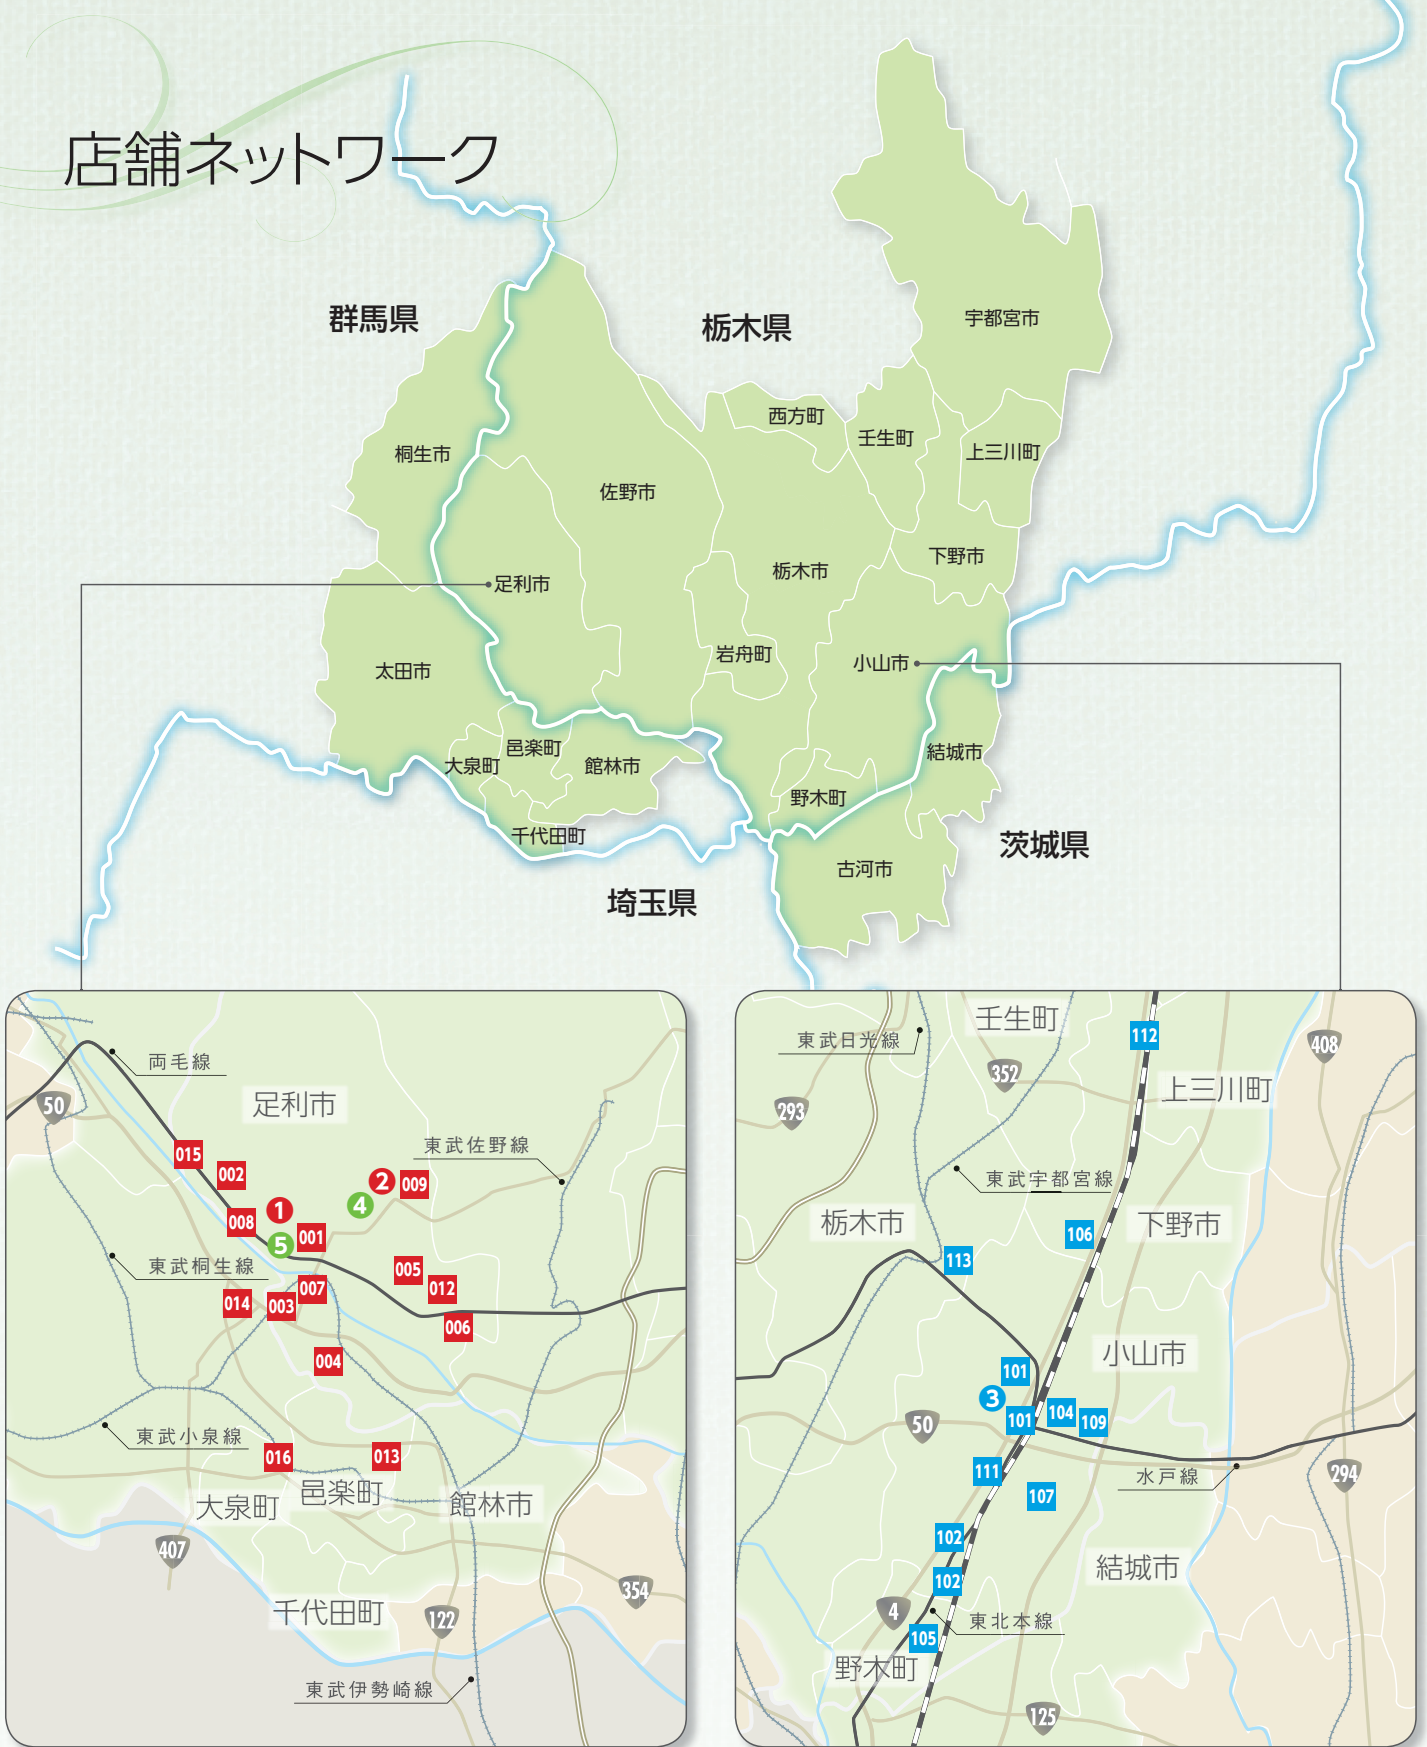 店舗ネットワーク
群馬県
栃木県
宇都宮市
西方町
壬生町
上三川町
桐生市
佐野市
下野市
栃木市
足利市
岩舟町
小山市
太田市
邑楽町
大泉町
館林市
結城市
野木町
千代田町
古河市
茨城県
埼玉県
両毛線
50
足利市
東武佐野線
015
002
2
009
1
4
008
001
5
東武桐生線
005
007
012
014
003
006
004
東武小泉線
016
013
大泉町
邑楽町
館林市
407
354
千代田町
122
東武伊勢崎線
壬生町
東武日光線
112
408
352
上三川町
293
東武宇都宮線
栃木市
下野市
106
113
小山市
101
3
50
101
104
109
111
水戸線
294
107
102
結城市
102
4
東北本線
105
野木町
125